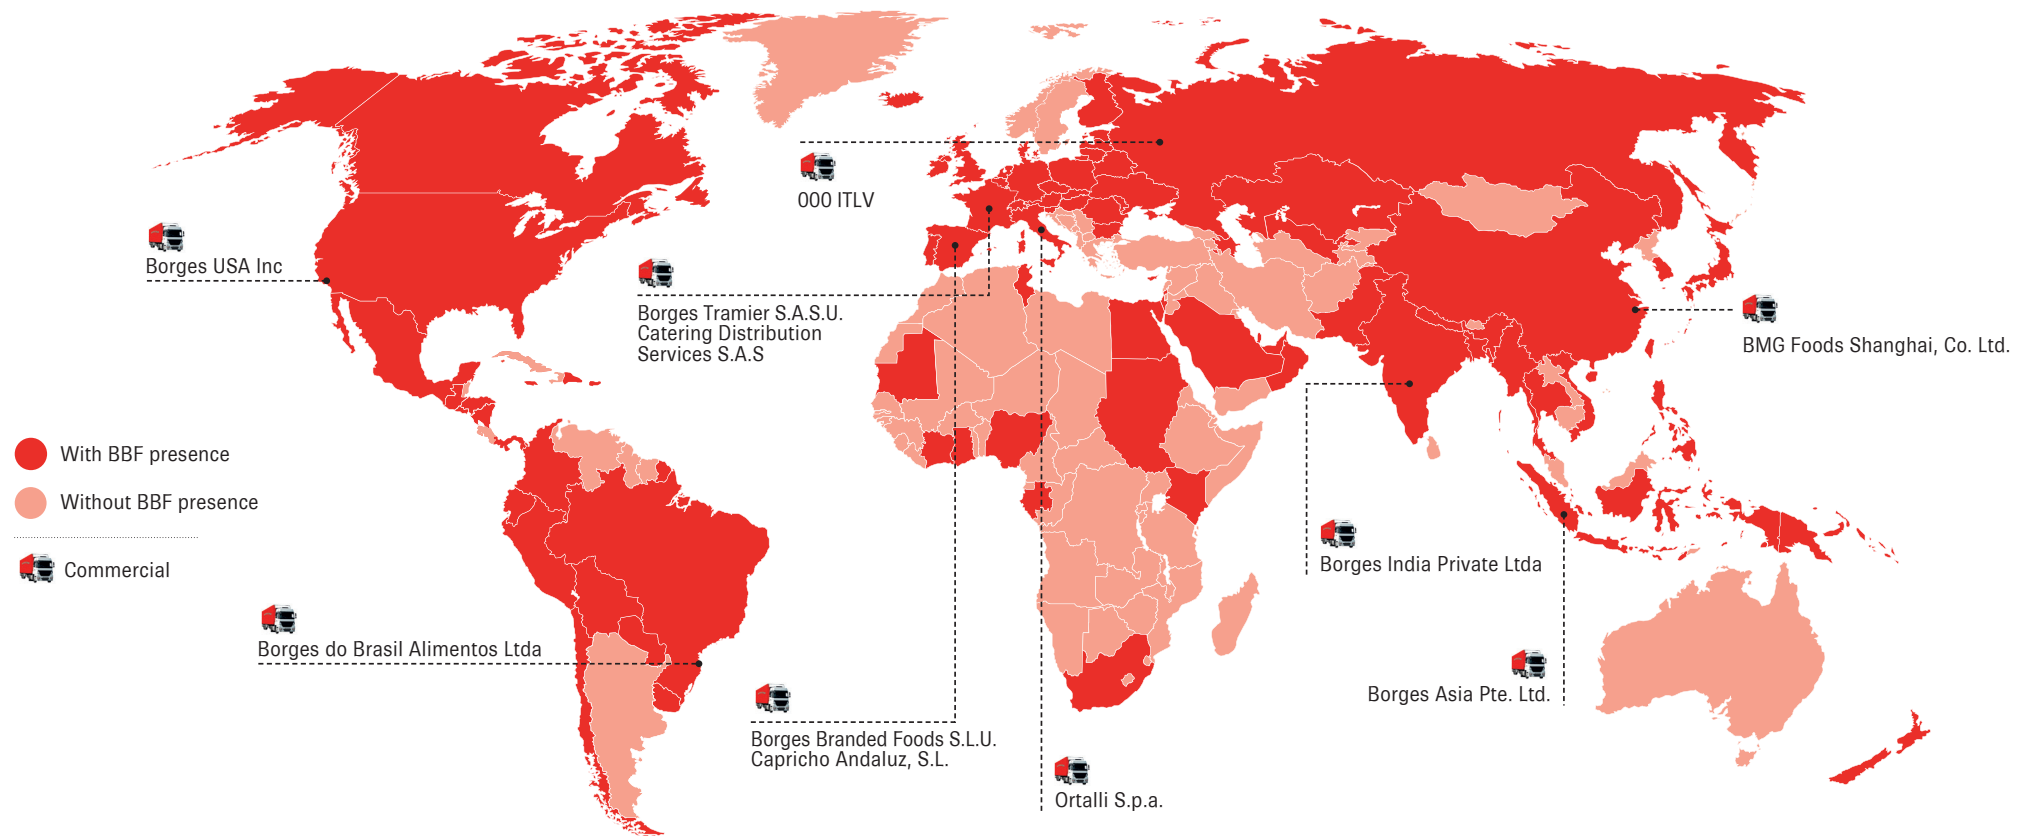 000 ITLV
Borges USA Inc
Borges Tramier S.A.S.U.
Catering Distribution
Services S.A.S
BMG Foods Shanghai, Co. Ltd.
With BBF presence
Without BBF presence
Commercial
Borges India Private Ltda
Borges do Brasil Alimentos Ltda
Borges Asia Pte. Ltd.
Borges Branded Foods S.L.U.
Capricho Andaluz, S.L.
Ortalli S.p.a.